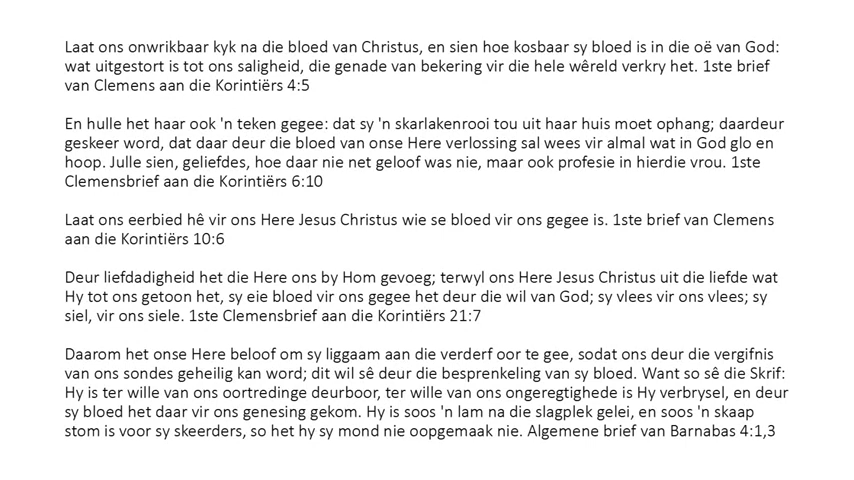 Laat ons onwrikbaar kyk na die bloed van Christus, en sien hoe kosbaar sy bloed is in die oë van God:
wat uitgestort is tot ons saligheid, die genade van bekering vir die hele wêreld verkry het. 1ste brief
van Clemens aan die Korintiërs 4:5
En hulle het haar ook 'n teken gegee: dat sy 'n skarlakenrooi tou uit haar huis moet ophang; daardeur
geskeer word, dat daar deur die bloed van onse Here verlossing sal wees vir almal wat in God glo en
hoop. Julle sien, geliefdes, hoe daar nie net geloof was nie, maar ook profesie in hierdie vrou. 1ste
Clemensbrief aan die Korintiërs 6:10
Laat ons eerbied hê vir ons Here Jesus Christus wie se bloed vir ons gegee is. 1ste brief van Clemens
aan die Korintiërs 10:6
Deur liefdadigheid het die Here ons by Hom gevoeg; terwyl ons Here Jesus Christus uit die liefde wat
Hy tot ons getoon het, sy eie bloed vir ons gegee het deur die wil van God; sy vlees vir ons vlees; sy
siel, vir ons siele. 1ste Clemensbrief aan die Korintiërs 21:7
Daarom het onse Here beloof om sy liggaam aan die verderf oor te gee, sodat ons deur die vergifnis
van ons sondes geheilig kan word; dit wil sê deur die besprenkeling van sy bloed. Want so sê die Skrif:
Hy is ter wille van ons oortredinge deurboor, ter wille van ons ongeregtighede is Hy verbrysel, en deur
sy bloed het daar vir ons genesing gekom. Hy is soos 'n lam na die slagplek gelei, en soos 'n skaap
stom is voor sy skeerders, so het hy sy mond nie oopgemaak nie. Algemene brief van Barnabas 4:1,3